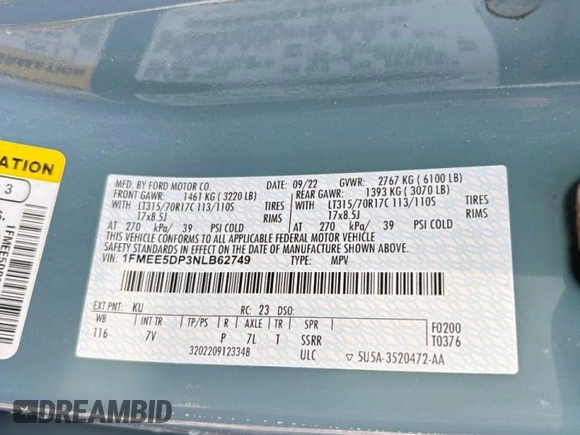 ATION
3
1FMEE5D
MFD. BY FORD MOTOR CO. 09/22 GVWR: 2767 KG (6100 LB)
FRONT GAWR: 1461 KG (3220 LB) REAR GAWR: 1393 KG (3070 LB)
LT315/70R17C 113/110S TIRES LT315/70R17C 113/110S TIRES
17x8.5J RIMS 17x8.5J RIMS
AT 270 kPa/ 39 PSI COLD AT 270 kPa/ 39 PSI COLD
THIS VEHICLE CONFORMS TO ALL APPLICABLE FEDERAL MOTOR VEHICLE
SAFETY STANDARDS IN EFFECT ON THE DATE OF MANUFACTURE SHOWN ABOVE.
VIN: 1FMEE5DP3NLB62749 TYPE: MPV
EXT PNT: KU RC: 23 DSO:
WB INT TR TP/PS R AXLE TR SPR F0200
116 7V P 7L T SSRR T0376
3202209123348 ULC 5U5A-3520472-AA
DREAMBID